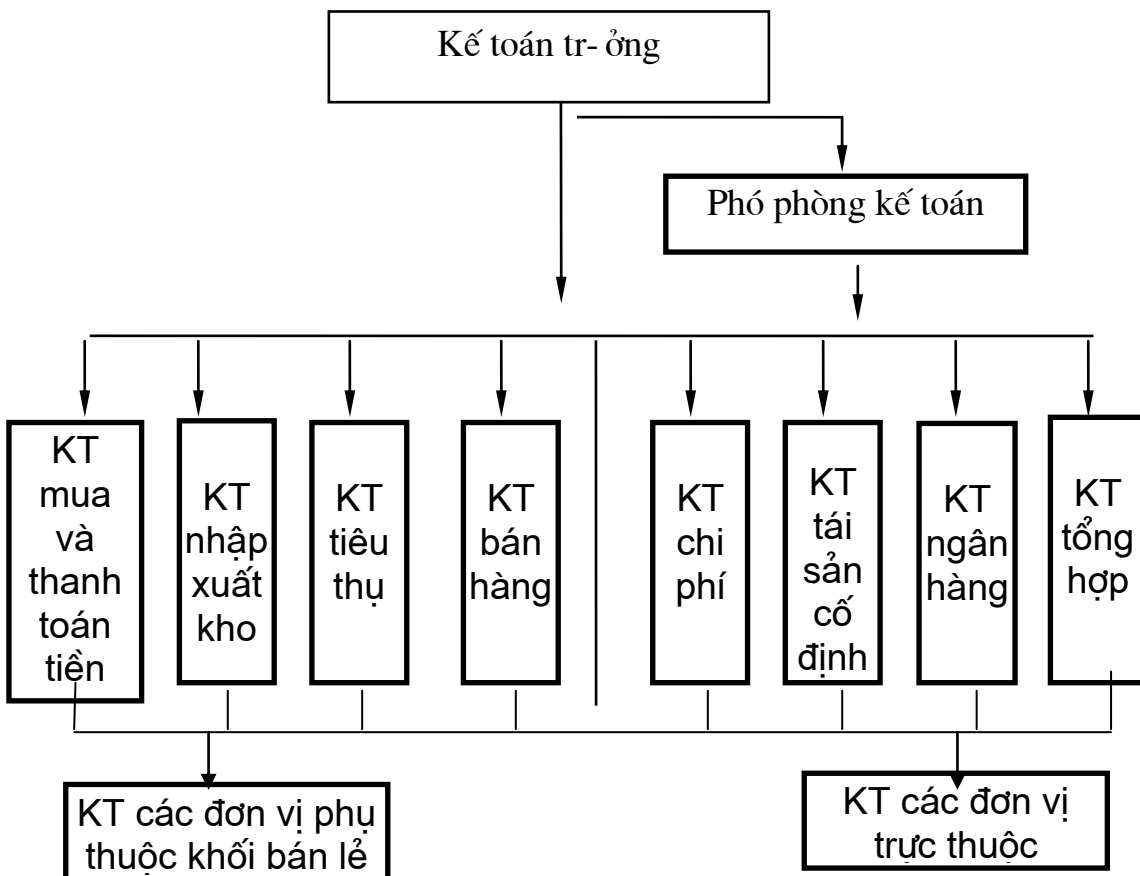 Kế toán tr- ởng
Phó phòng kế toán
KT
mua
và
thanh
toán
tiền
KT
nhập
xuất
kho
KT
tiêu
thụ
KT
bán
hàng
KT
chi
phí
KT
tái
sản
cố
định
KT
ngân
hàng
KT
tổng
hợp
KT các đơn vị phụ
thuộc khối bán lẻ
KT các đơn vị
trực thuộc